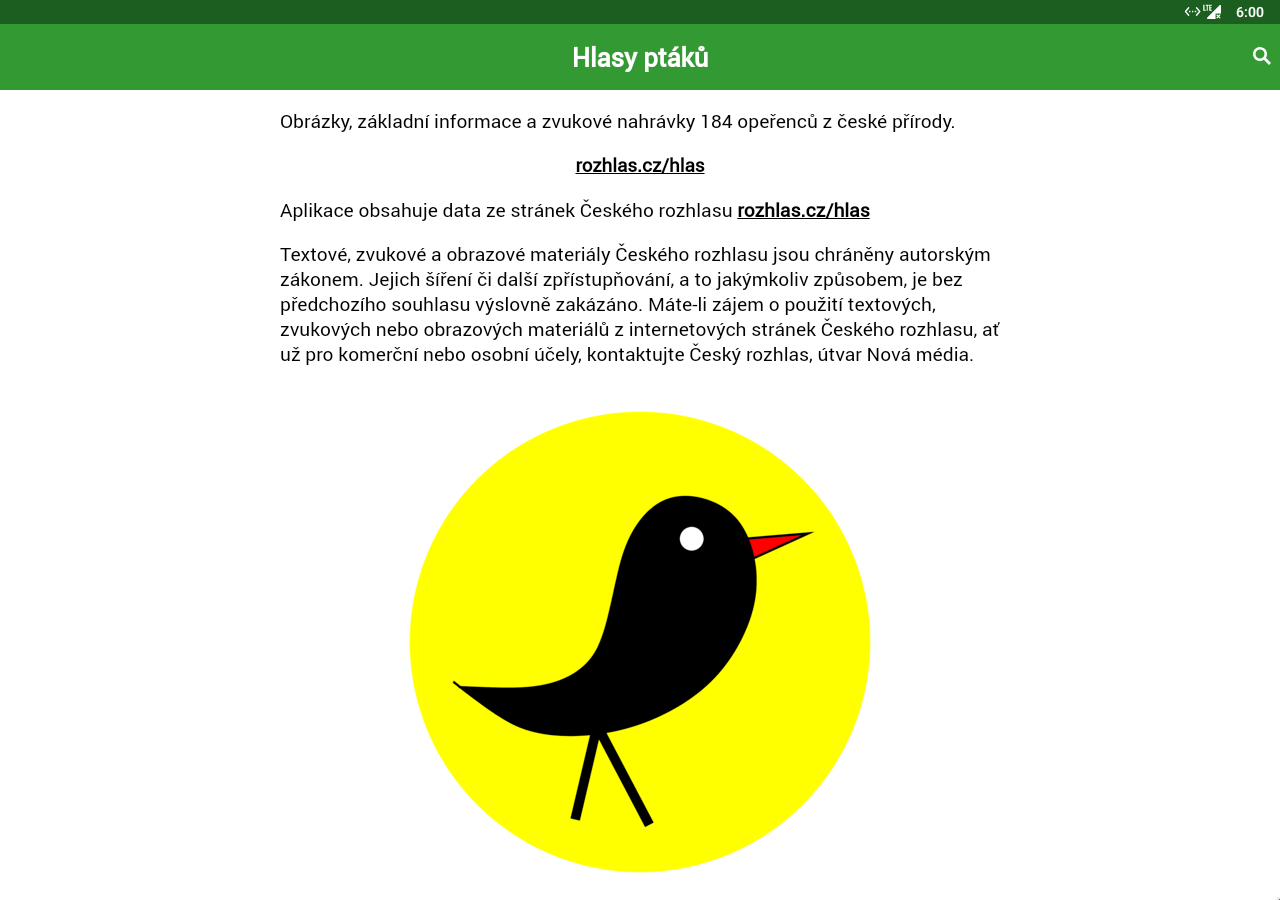 LTE 6:00
Hlasy ptáků
Obrázky, základní informace a zvukové nahrávky 184 opeřenců z české přírody.
rozhlas.cz/hlas
Aplikace obsahuje data ze stránek Českého rozhlasu rozhlas.cz/hlas
Textové, zvukové a obrazové materiály Českého rozhlasu jsou chráněny autorským
zákonem. Jejich šíření či další zpřístupňování, a to jakýmkoliv způsobem, je bez
předchozího souhlasu výslovně zakázáno. Máte-li zájem o použití textových,
zvukových nebo obrazových materiálů z internetových stránek Českého rozhlasu, ať
už pro komerční nebo osobní účely, kontaktujte Český rozhlas, útvar Nová média.